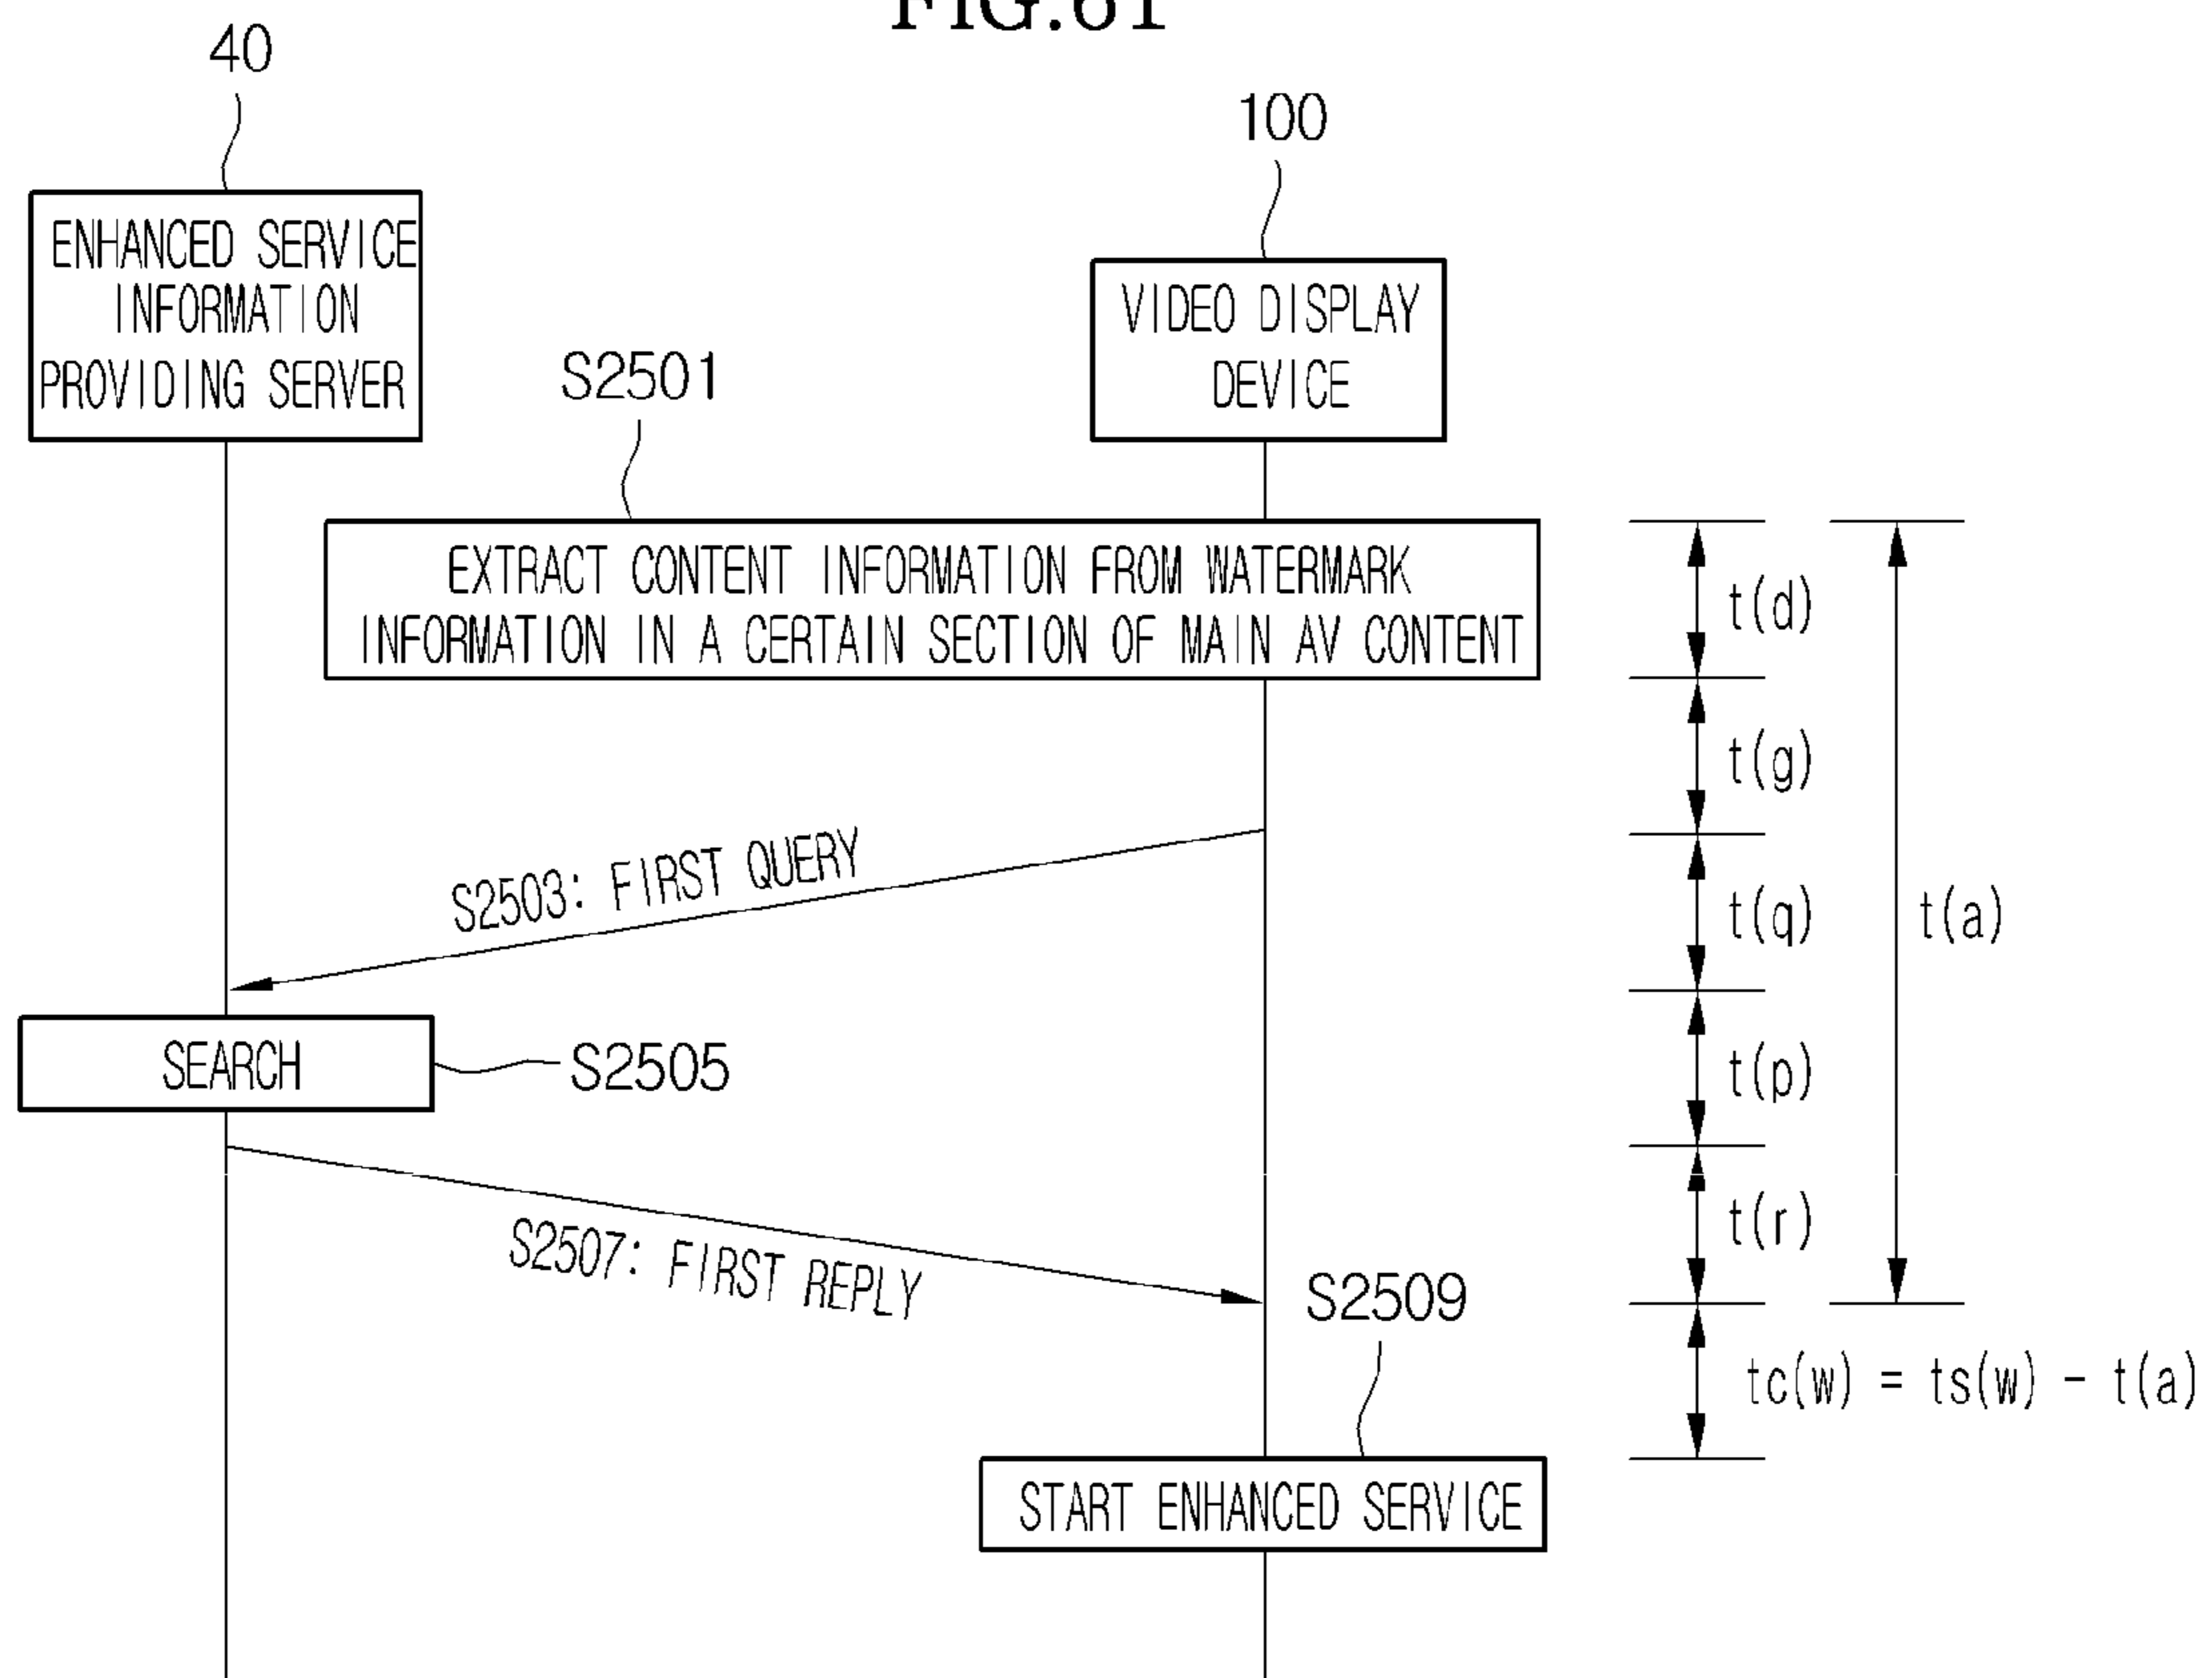 40
100
ENHANCED SERVICE
INFORMATION
PROVIDING SERVER
VIDEO DISPLAY
DEVICE
S2501
EXTRACT CONTENT INFORMATION FROM WATERMARK
INFORMATION IN A CERTAIN SECTION OF MAIN AV CONTENT
t(d)
t(g)
S2503: FIRST QUERY
t(q)
t(a)
SEARCH
S2505
t(p)
S2507: FIRST REPLY
t(r)
S2509
tc(w) = ts(w) - t(a)
START ENHANCED SERVICE